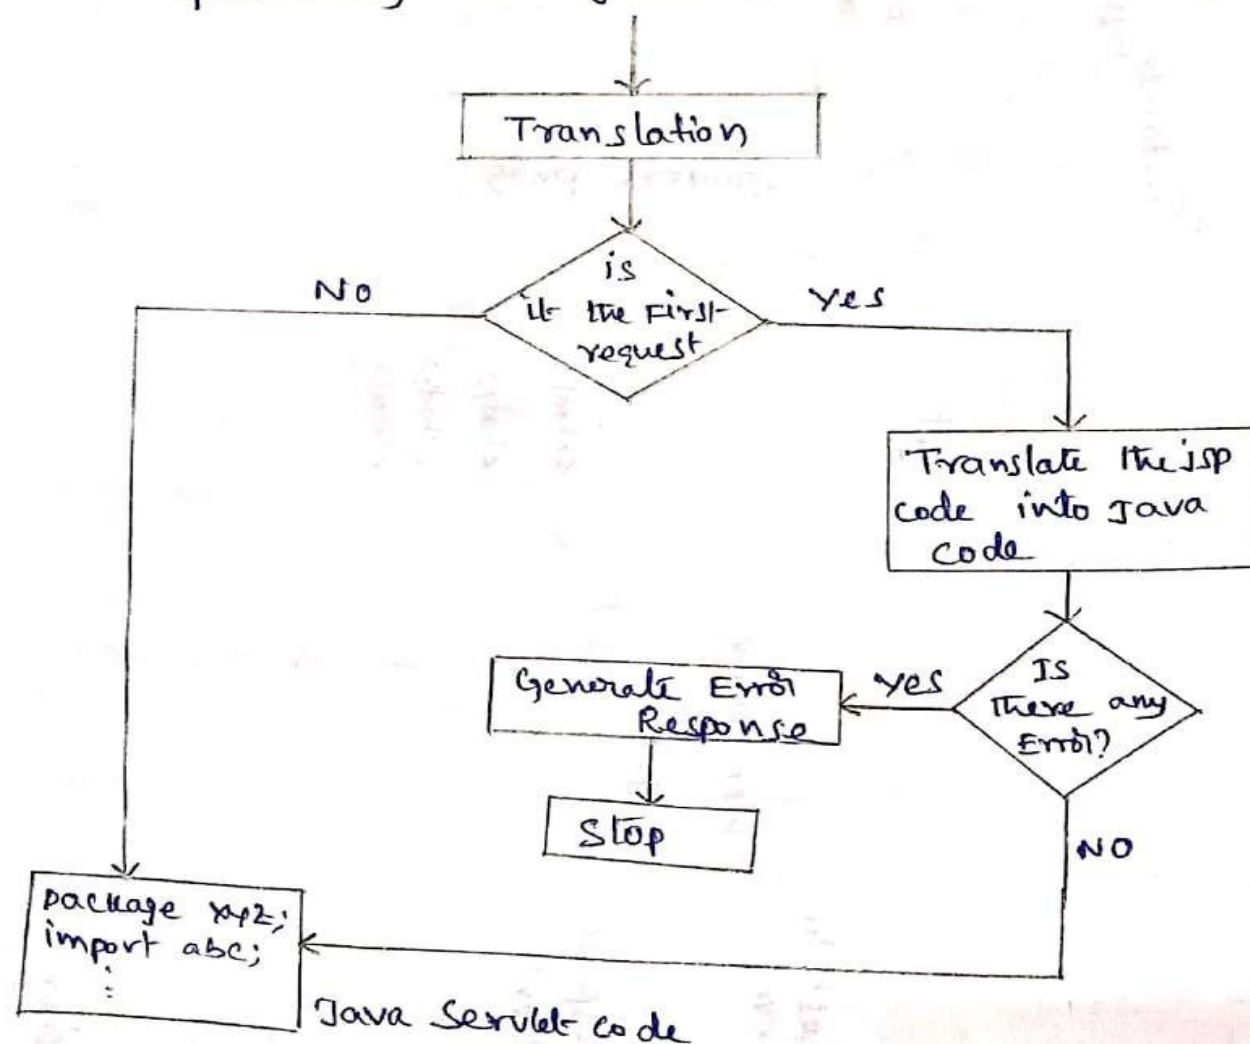 Translation
is
it the First
request
No
Yes
Translate the jsp
code into Java
code
Is
there any
Error?
Yes
Generate Error
Response
Stop
NO
package xyz;
import abc;
:
Java Servlet code